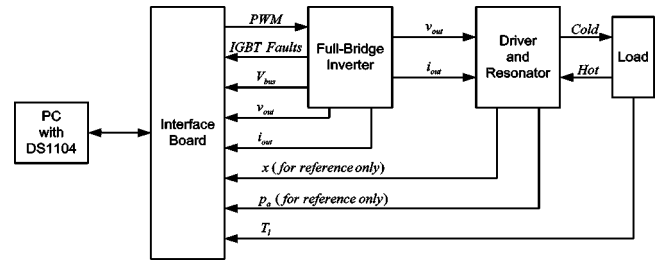 PC
with
DS1104
Interface
Board
PWM
IGBT Faults
V_bus
v_out
i_out
x (for reference only)
p_a (for reference only)
T_l
Full-Bridge
Inverter
v_out
i_out
Driver
and
Resonator
Cold
Hot
Load